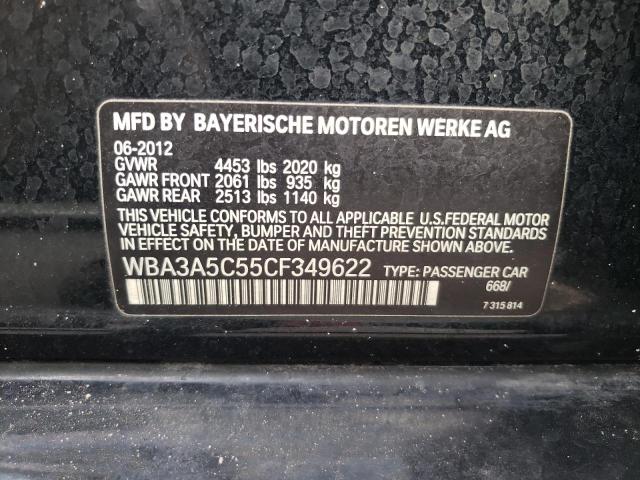 MFD BY BAYERISCHE MOTOREN WERKE AG
06-2012
GVWR 4453 lbs 2020 kg
GAWR FRONT 2061 lbs 935 kg
GAWR REAR 2513 lbs 1140 kg
THIS VEHICLE CONFORMS TO ALL APPLICABLE U.S.FEDERAL MOTOR
VEHICLE SAFETY, BUMPER AND THEFT PREVENTION STANDARDS
IN EFFECT ON THE DATE OF MANUFACTURE SHOWN ABOVE.
WBA3A5C55CF349622 TYPE: PASSENGER CAR
668/
7 315 814